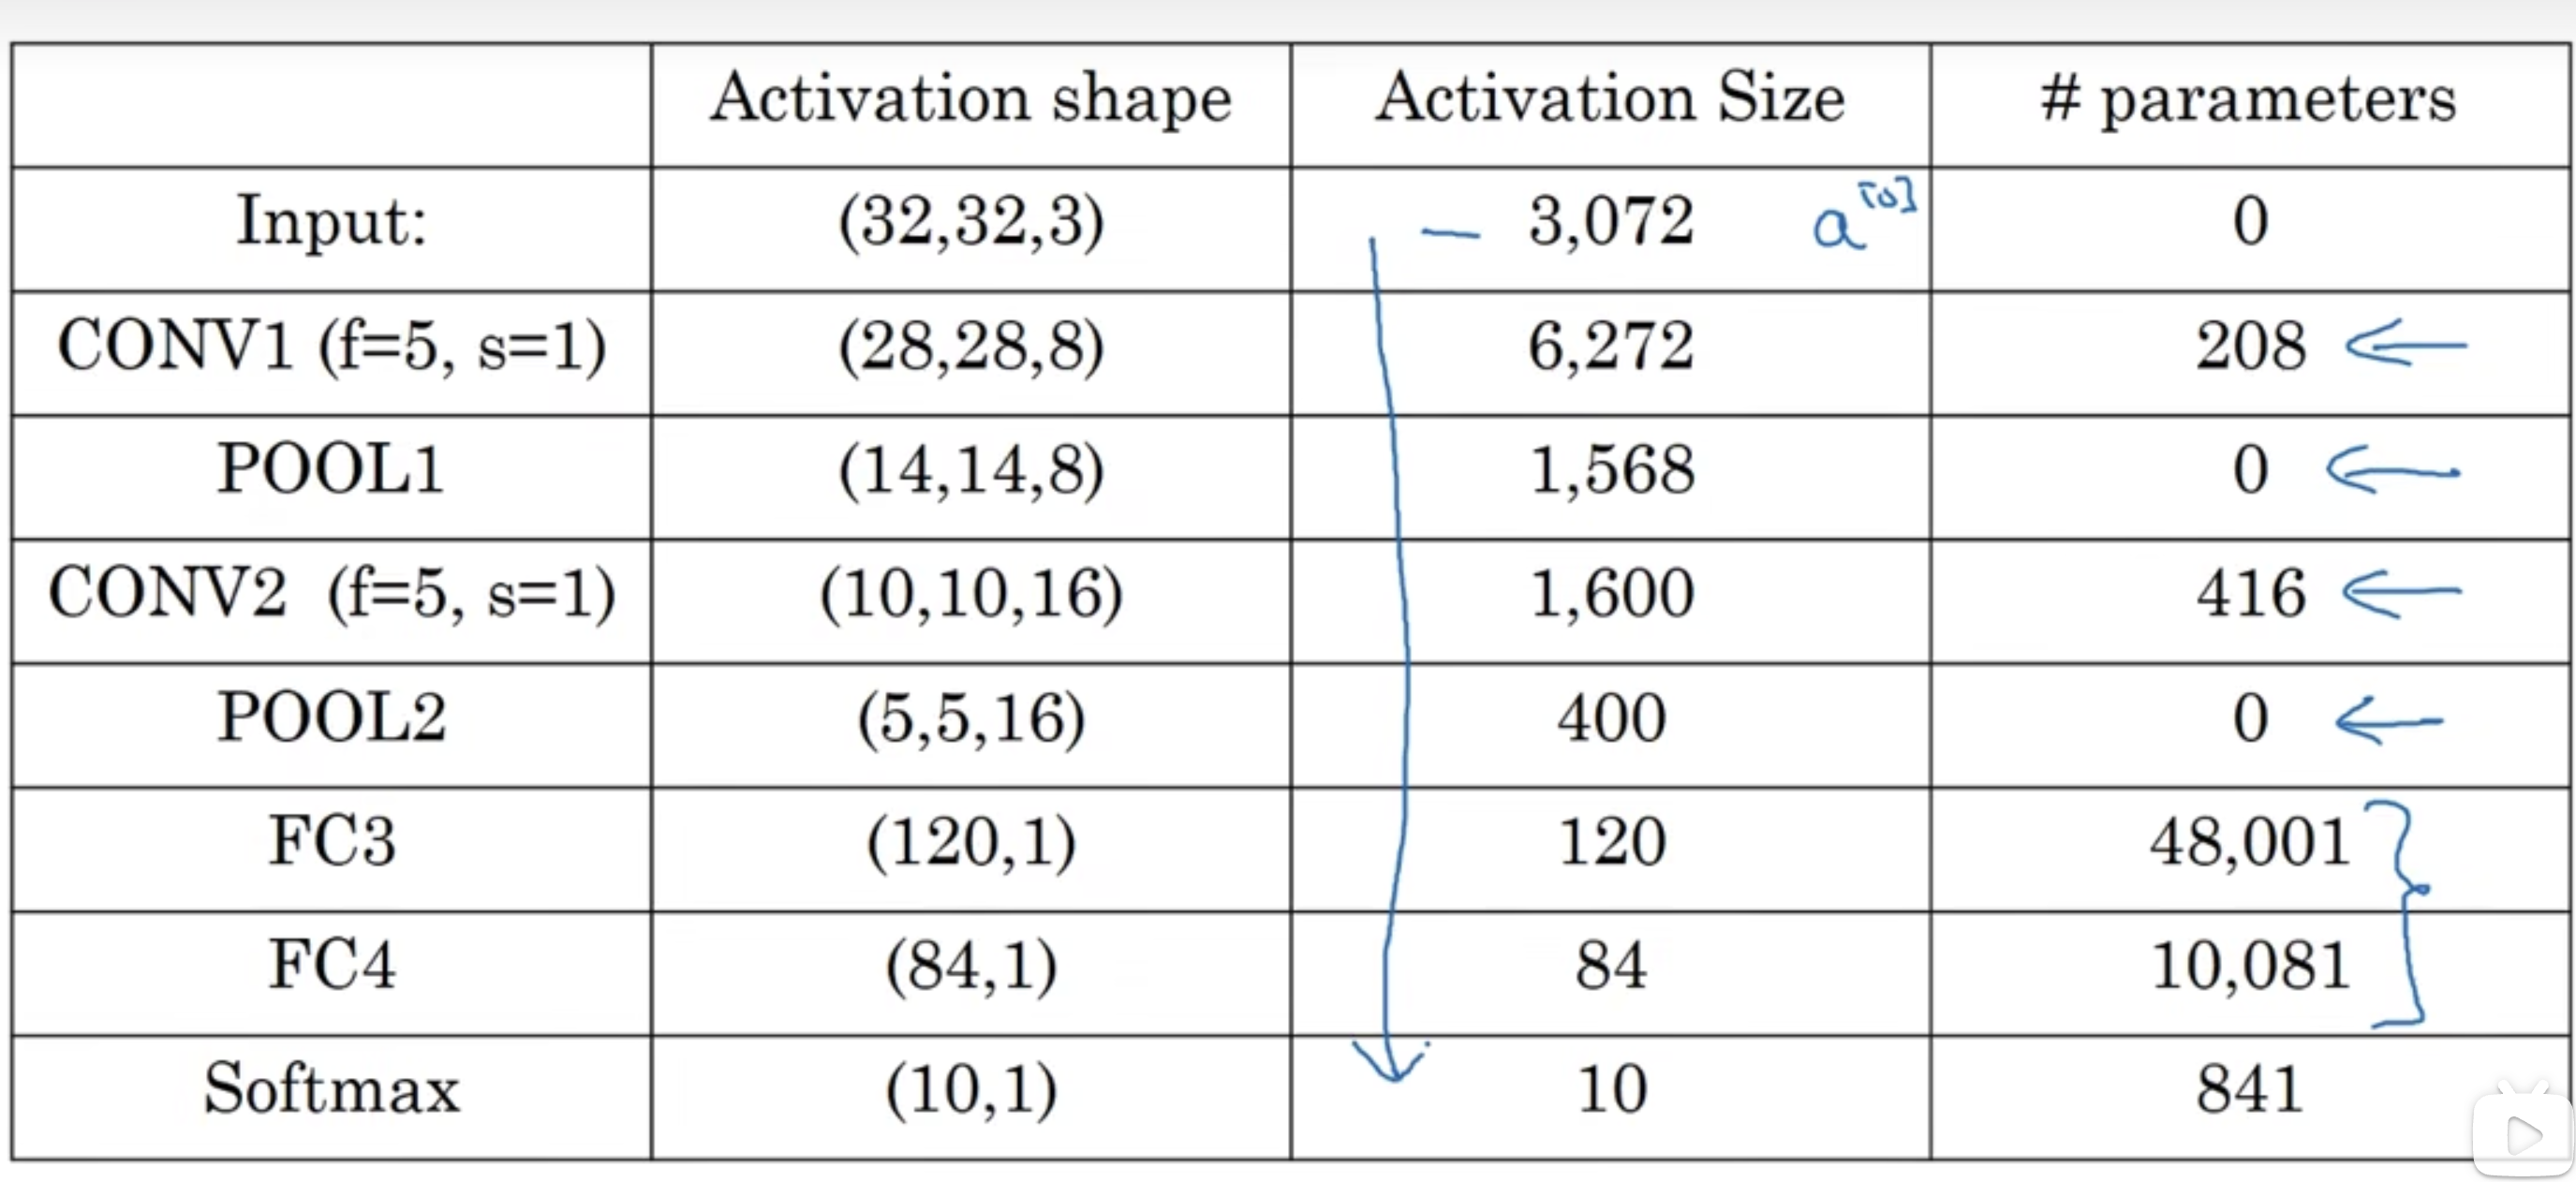 Activation shape Activation Size # parameters
Input: (32,32,3) — 3,072 a^[0] 0
CONV1 (f=5, s=1) (28,28,8) 6,272 208 ←
POOL1 (14,14,8) 1,568 0 ←
CONV2 (f=5, s=1) (10,10,16) 1,600 416 ←
POOL2 (5,5,16) 400 0 ←
FC3 (120,1) 120 48,001
FC4 (84,1) 84 10,081
Softmax (10,1) 10 841